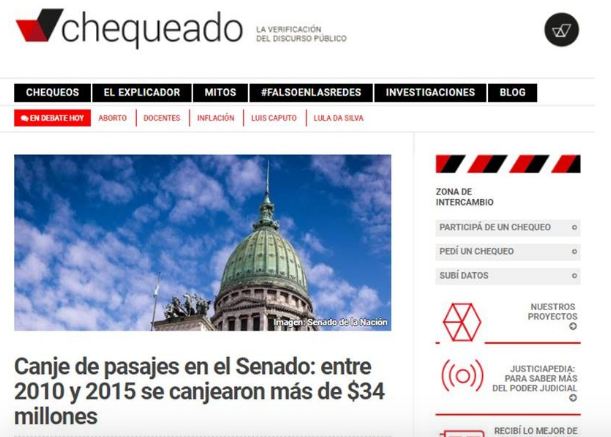 chequeado
LA VERIFICACIÓN
DEL DISCURSO PÚBLICO
CHEQUEOS
EL EXPLICADOR
MITOS
#FALSOENLASREDES
INVESTIGACIONES
BLOG
EN DEBATE HOY
ABORTO
DOCENTES
INFLACIÓN
LUIS CAPUTO
LULA DA SILVA
Imagen: Senado de la Nación
Canje de pasajes en el Senado: entre
2010 y 2015 se canjearon más de $34
millones
ZONA DE
INTERCAMBIO
PARTICIPÁ DE UN CHEQUEO
PEDÍ UN CHEQUEO
SUBÍ DATOS
NUESTROS
PROYECTOS
JUSTICIAPEDIA:
PARA SABER MÁS
DEL PODER JUDICIAL
RECIBÍ LO MEJOR DE